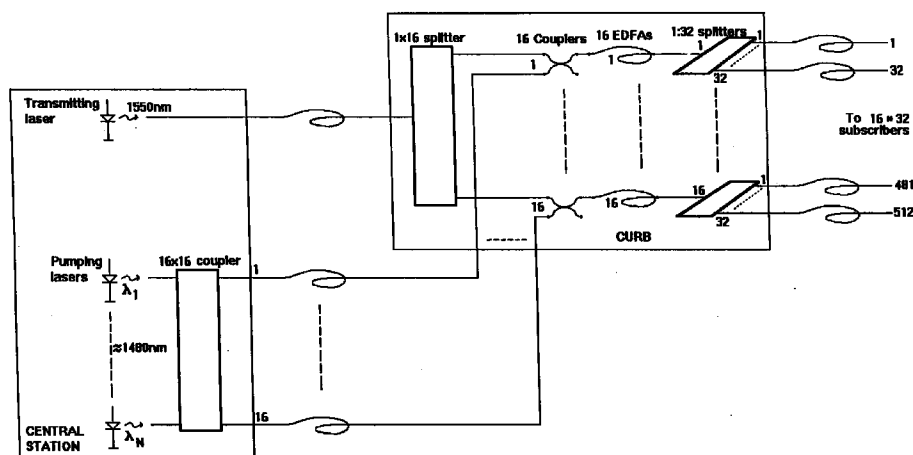 1x16 splitter
16 Couplers
16 EDFAs
1:32 splitters
1
1
1
1
1
32
32
Transmitting
laser
1550nm
To 16 * 32
subscribers
16
16
16
1
481
32
512
CURB
Pumping
lasers
λ1
16x16 coupler
1
≈1480nm
16
λN
CENTRAL
STATION